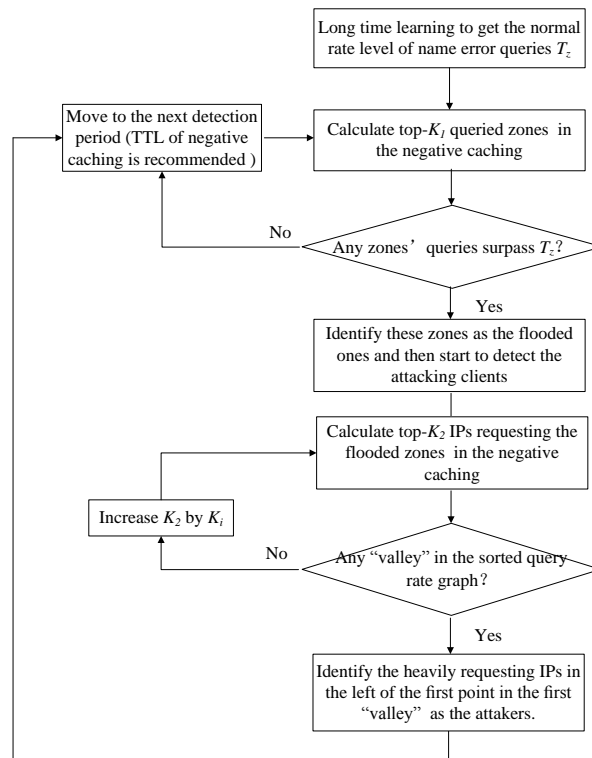 Long time learning to get the normal
rate level of name error queries Tz
Move to the next detection
period (TTL of negative
caching is recommended )
Calculate top-K1 queried zones in
the negative caching
No
Any zones’ queries surpass Tz?
Yes
Identify these zones as the flooded
ones and then start to detect the
attacking clients
Calculate top-K2 IPs requesting the
flooded zones in the negative
caching
Increase K2 by Ki
No
Any “valley” in the sorted query
rate graph?
Yes
Identify the heavily requesting IPs in
the left of the first point in the first
“valley” as the attakers.